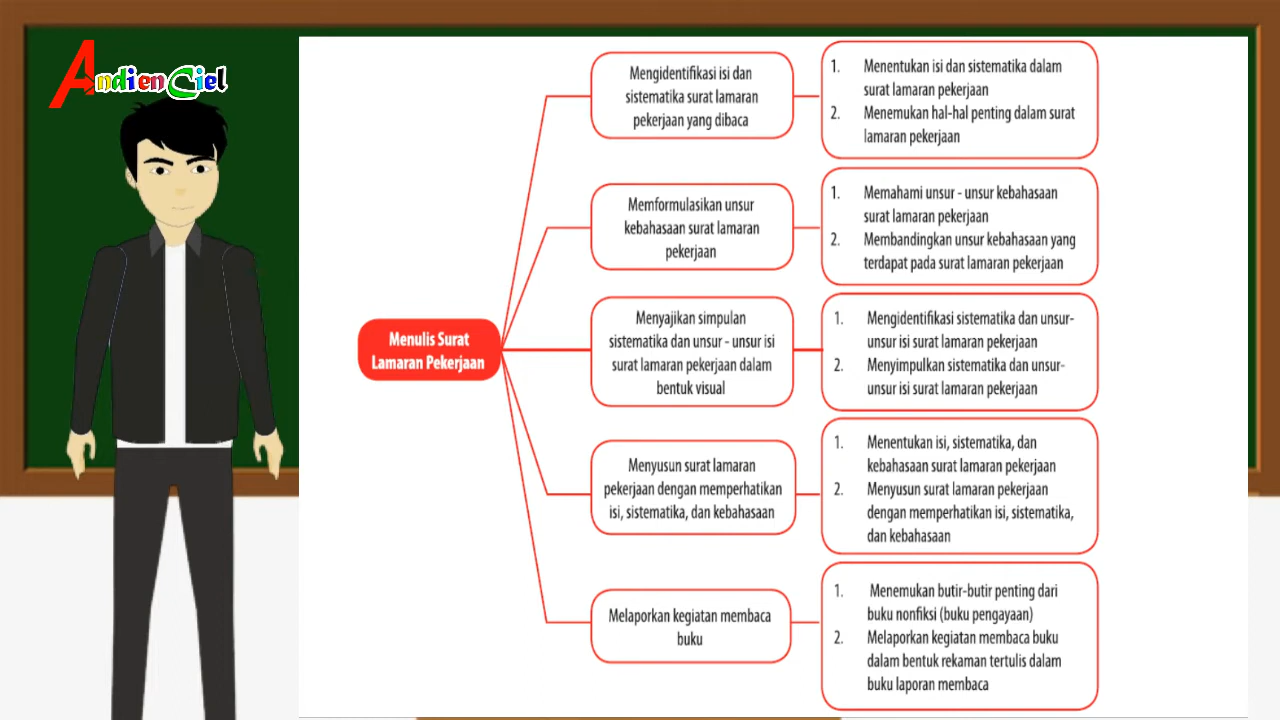 Andien Ciel
Menulis Surat
Lamaran Pekerjaan
Mengidentifikasi isi dan
sistematika surat lamaran
pekerjaan yang dibaca
1. Menentukan isi dan sistematika dalam
surat lamaran pekerjaan
2. Menemukan hal-hal penting dalam surat
lamaran pekerjaan
Memformulasikan unsur
kebahasaan surat lamaran
pekerjaan
1. Memahami unsur - unsur kebahasaan
surat lamaran pekerjaan
2. Membandingkan unsur kebahasaan yang
terdapat pada surat lamaran pekerjaan
Menyajikan simpulan
sistematika dan unsur - unsur isi
surat lamaran pekerjaan dalam
bentuk visual
1. Mengidentifikasi sistematika dan unsur-
unsur isi surat lamaran pekerjaan
2. Menyimpulkan sistematika dan unsur-
unsur isi surat lamaran pekerjaan
Menyusun surat lamaran
pekerjaan dengan memperhatikan
isi, sistematika, dan kebahasaan
1. Menentukan isi, sistematika, dan
kebahasaan surat lamaran pekerjaan
2. Menyusun surat lamaran pekerjaan
dengan memperhatikan isi, sistematika,
dan kebahasaan
Melaporkan kegiatan membaca
buku
1. Menemukan butir-butir penting dari
buku nonfiksi (buku pengayaan)
2. Melaporkan kegiatan membaca buku
dalam bentuk rekaman tertulis dalam
buku laporan membaca